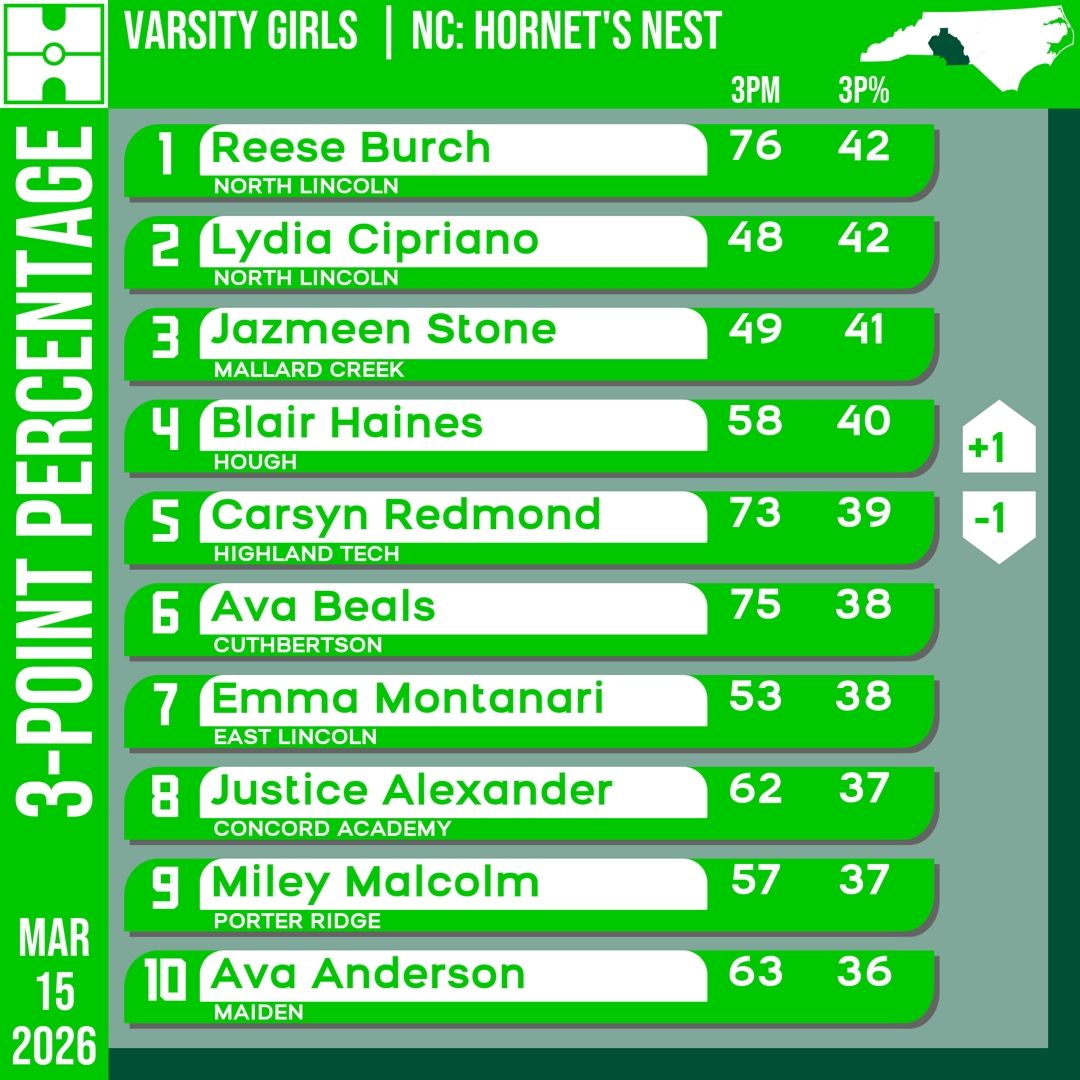 VARSITY GIRLS | NC: HORNET'S NEST
3PM 3P%
3-POINT PERCENTAGE
MAR
15
2026
1 Reese Burch 76 42
NORTH LINCOLN
2 Lydia Cipriano 48 42
NORTH LINCOLN
3 Jazmeen Stone 49 41
MALLARD CREEK
4 Blair Haines 58 40 +1
HOUGH
5 Carsyn Redmond 73 39 -1
HIGHLAND TECH
6 Ava Beals 75 38
CUTHBERTSON
7 Emma Montanari 53 38
EAST LINCOLN
8 Justice Alexander 62 37
CONCORD ACADEMY
9 Miley Malcolm 57 37
PORTER RIDGE
10 Ava Anderson 63 36
MAIDEN